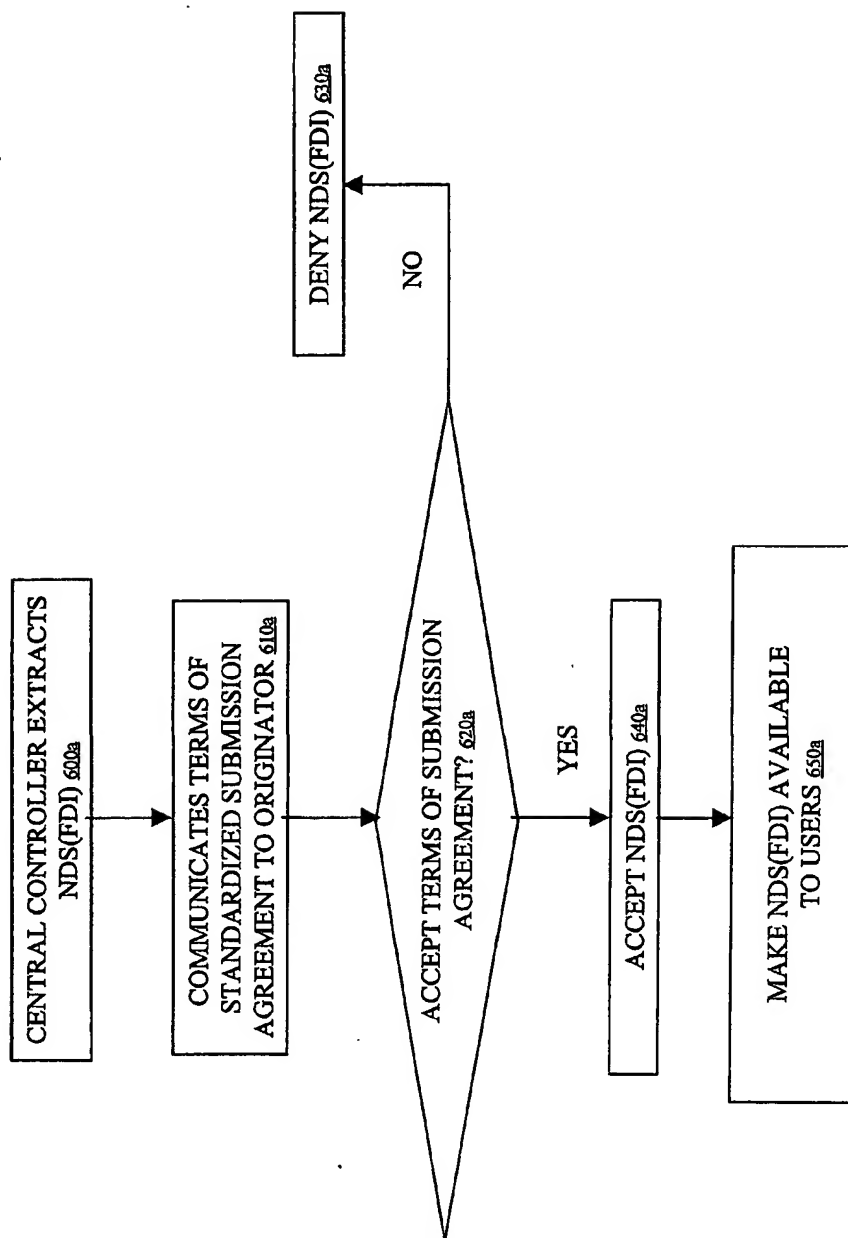 CENTRAL CONTROLLER EXTRACTS
NDS(FDI) 600a
COMMUNICATES TERMS OF
STANDARDIZED SUBMISSION
AGREEMENT TO ORIGINATOR 610a
ACCEPT TERMS OF SUBMISSION
AGREEMENT? 620a
NO
DENY NDS(FDI) 630a
YES
ACCEPT NDS(FDI) 640a
MAKE NDS(FDI) AVAILABLE
TO USERS 650a